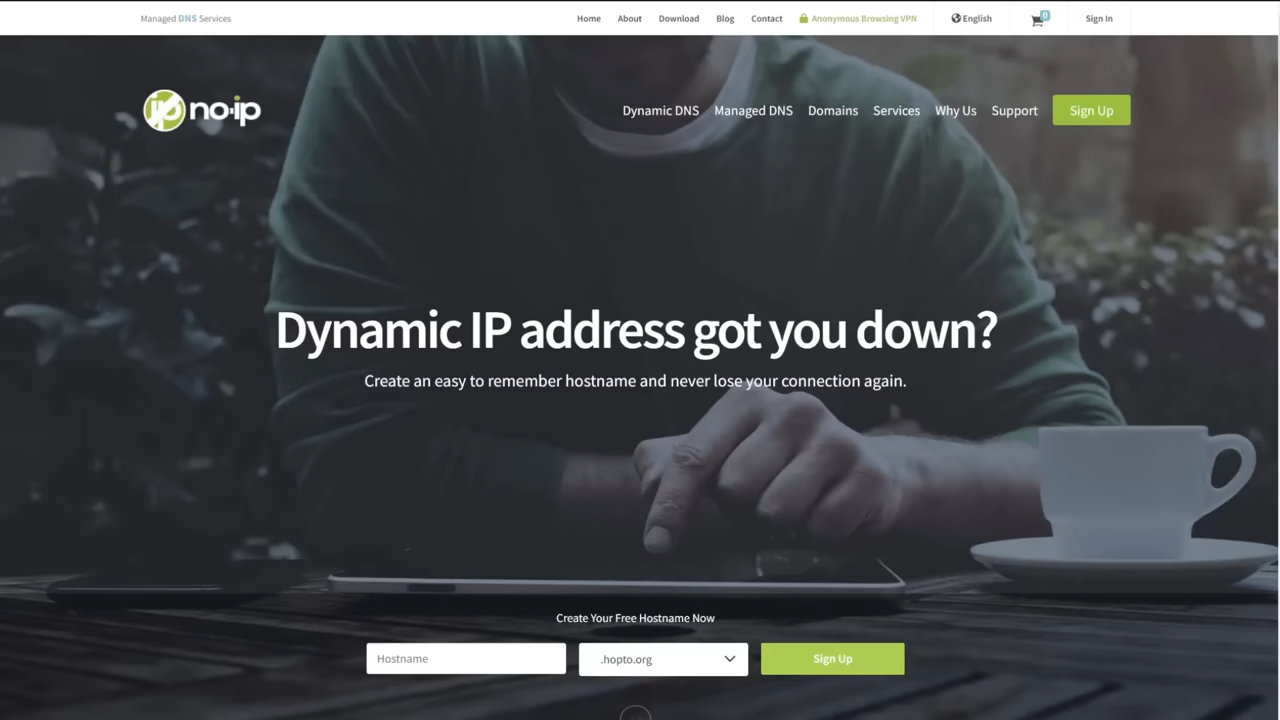 Managed DNS Services
Home About Download Blog Contact Anonymous Browsing VPN English 0 Sign In
ip no-ip Dynamic DNS Managed DNS Domains Services Why Us Support Sign Up
Dynamic IP address got you down?
Create an easy to remember hostname and never lose your connection again.
Create Your Free Hostname Now
Hostname .hopto.org Sign Up